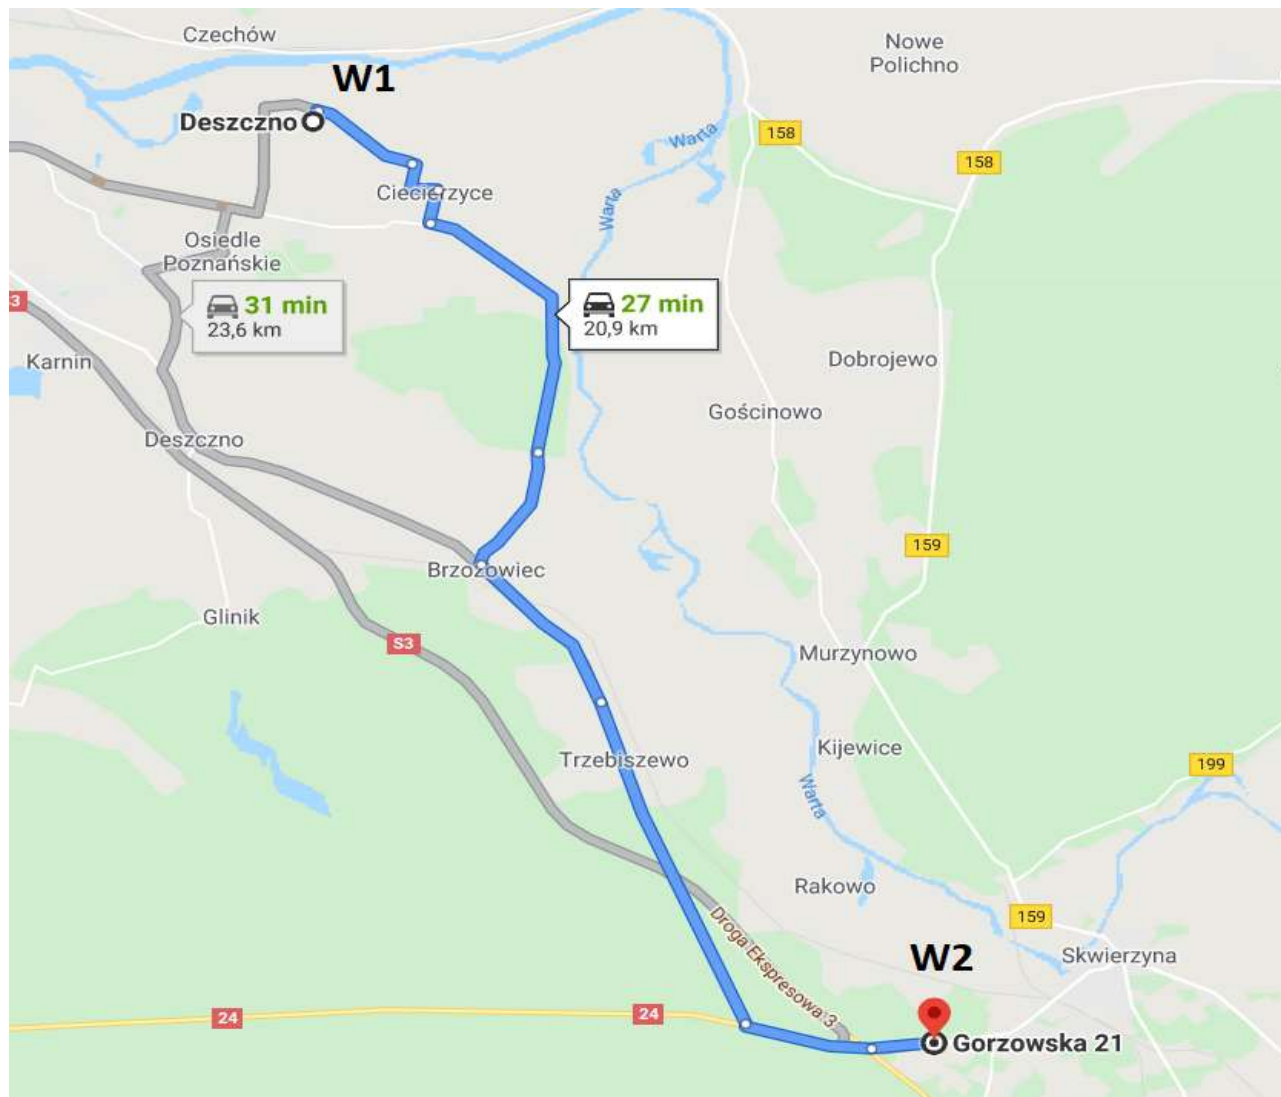 Czechów
Nowe
Polichno
W1
Deszczno
158
Warta
158
Ciecierzyce
Warta
Osiedle
Poznańskie
31 min
23,6 km
27 min
20,9 km
3
Karnin
Dobrojewo
Gościnowo
Deszczno
159
Brzozowiec
Glinik
S3
Murzynowo
Kijewice
Trzebiszewo
199
Warta
Rakowo
159
Droga Ekspresowa 3
W2
Skwierzyna
24
24
Gorzowska 21